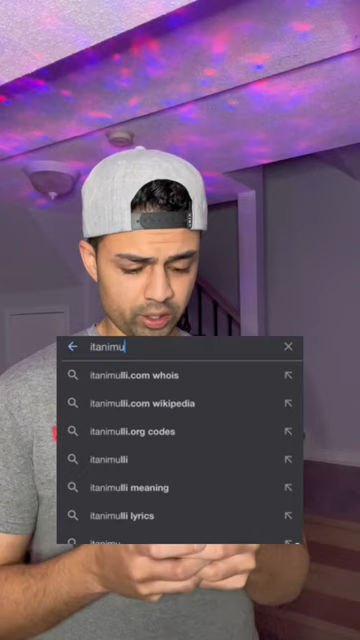 itanimu
itanimulli.com whois
itanimulli.com wikipedia
itanimulli.org codes
itanimulli
itanimulli meaning
itanimulli lyrics